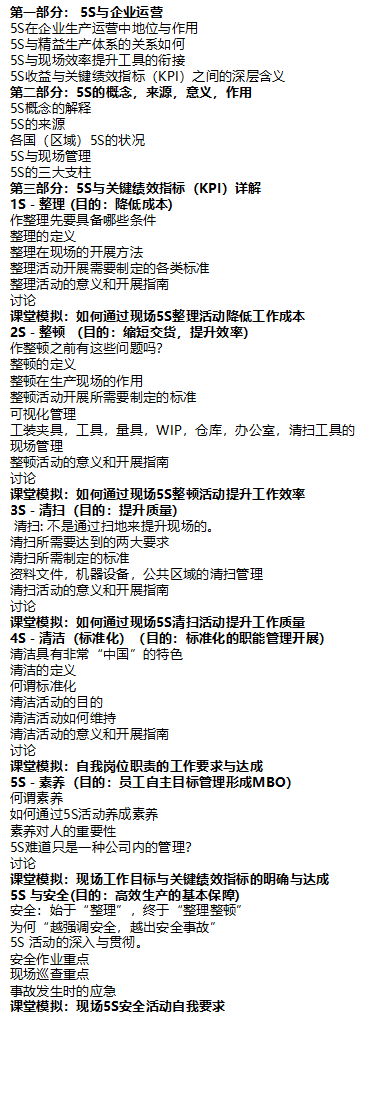 第一部分： 5S与企业运营
5S在企业生产运营中地位与作用
5S与精益生产体系的关系如何
5S与现场效率提升工具的衔接
5S收益与关键绩效指标（KPI）之间的深层含义
第二部分：5S的概念，来源，意义，作用
5S概念的解释
5S的来源
各国（区域）5S的状况
5S与现场管理
5S的三大支柱
第三部分：5S与关键绩效指标（KPI）详解
1S - 整理 (目的：降低成本)
作整理先要具备哪些条件
整理的定义
整理在现场的开展方法
整理活动开展需要制定的各类标准
整理活动的意义和开展指南
讨论
课堂模拟：如何通过现场5S整理活动降低工作成本
2S - 整顿 （目的：缩短交货，提升效率）
作整顿之前有这些问题吗?
整顿的定义
整顿在生产现场的作用
整顿活动开展所需要制定的标准
可视化管理
工装夹具，工具，量具，WIP，仓库，办公室，清扫工具的
现场管理
整顿活动的意义和开展指南
讨论
课堂模拟：如何通过现场5S整顿活动提升工作效率
3S - 清扫（目的：提升质量）
清扫: 不是通过扫地来提升现场的。
清扫所需要达到的两大要求
清扫所需制定的标准
资料文件，机器设备，公共区域的清扫管理
清扫活动的意义和开展指南
讨论
课堂模拟：如何通过现场5S清扫活动提升工作质量
4S - 清洁（标准化）（目的：标准化的职能管理开展）
清洁具有非常“中国”的特色
清洁的定义
何谓标准化
清洁活动的目的
清洁活动如何维持
清洁活动的意义和开展指南
讨论
课堂模拟：自我岗位职责的工作要求与达成
5S - 素养（目的：员工自主目标管理形成MBO）
何谓素养
如何通过5S活动养成素养
素养对人的重要性
5S难道只是一种公司内的管理?
讨论
课堂模拟：现场工作目标与关键绩效指标的明确与达成
5S 与安全(目的：高效生产的基本保障)
安全：始于“整理”，终于“整理整顿”
为何“越强调安全，越出安全事故”
5S 活动的深入与贯彻。
安全作业重点
现场巡查重点
事故发生时的应急
课堂模拟：现场5S安全活动自我要求